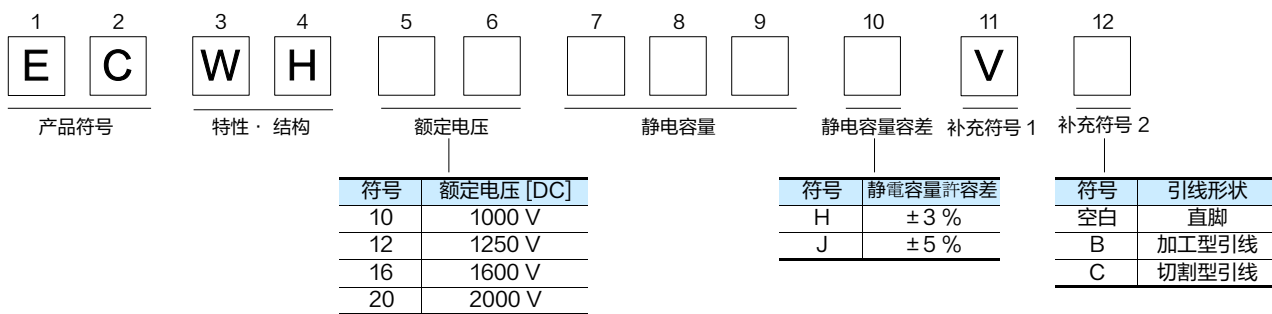 1 2 3 4 5 6 7 8 9 10 11 12
E C W H V
产品符号 特性 · 结构 额定电压 静电容量 静电容量容差 补充符号 1 补充符号 2
符号 额定电压 [DC]
10 1000 V
12 1250 V
16 1600 V
20 2000 V
符号 静電容量許容差
H ±3 %
J ±5 %
符号 引线形状
空白 直脚
B 加工型引线
C 切割型引线